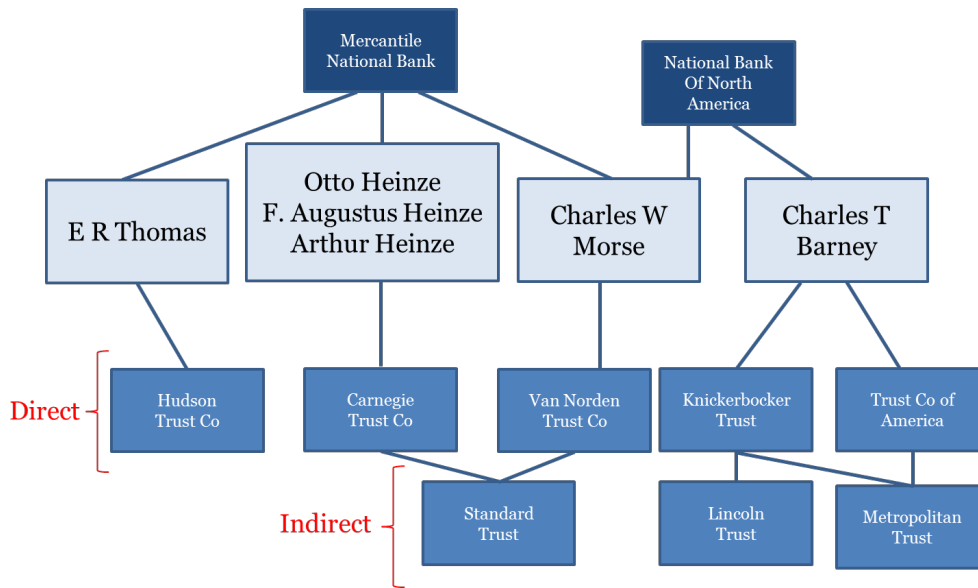 Mercantile
National Bank
National Bank
Of North
America
E R Thomas
Otto Heinze
F. Augustus Heinze
Arthur Heinze
Charles W
Morse
Charles T
Barney
Direct
Hudson
Trust Co
Carnegie
Trust Co
Van Norden
Trust Co
Knickerbocker
Trust
Trust Co of
America
Indirect
Standard
Trust
Lincoln
Trust
Metropolitan
Trust